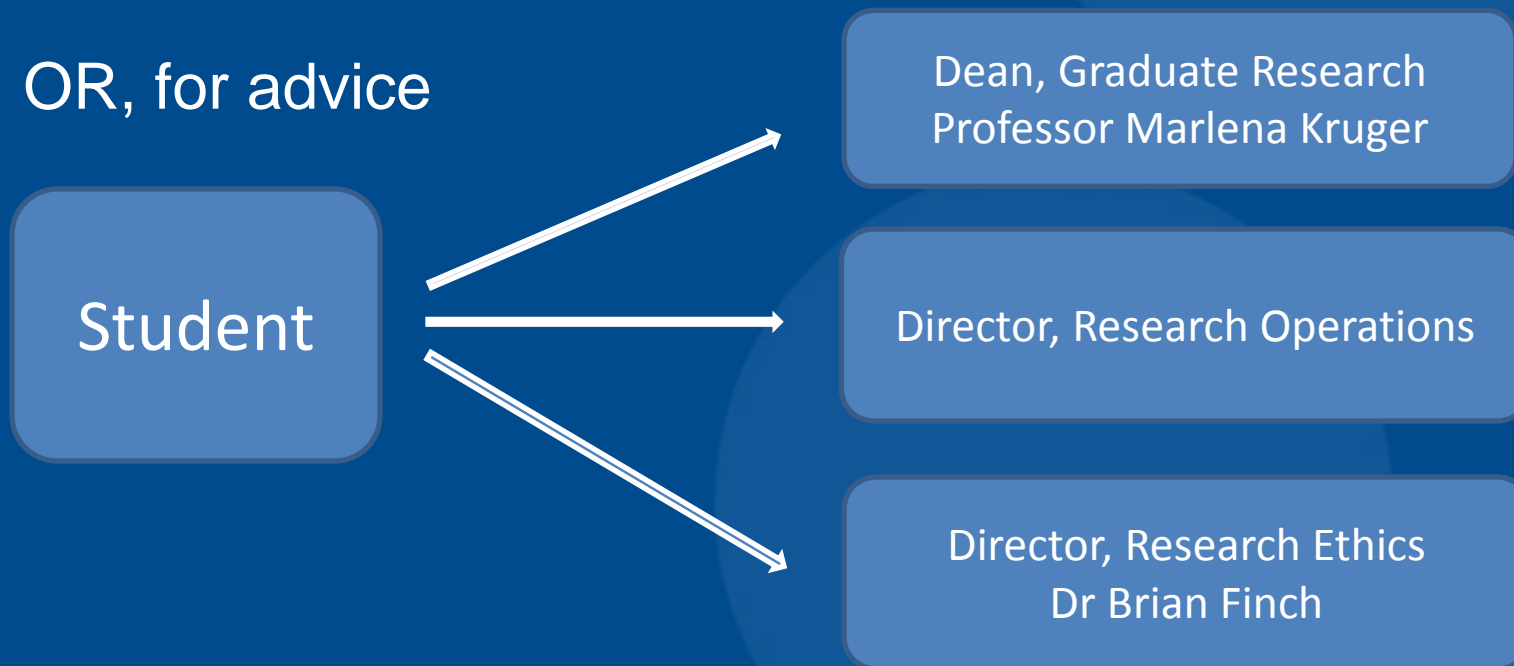 OR, for advice
Student
Dean, Graduate Research
Professor Marlena Kruger
Director, Research Operations
Director, Research Ethics
Dr Brian Finch